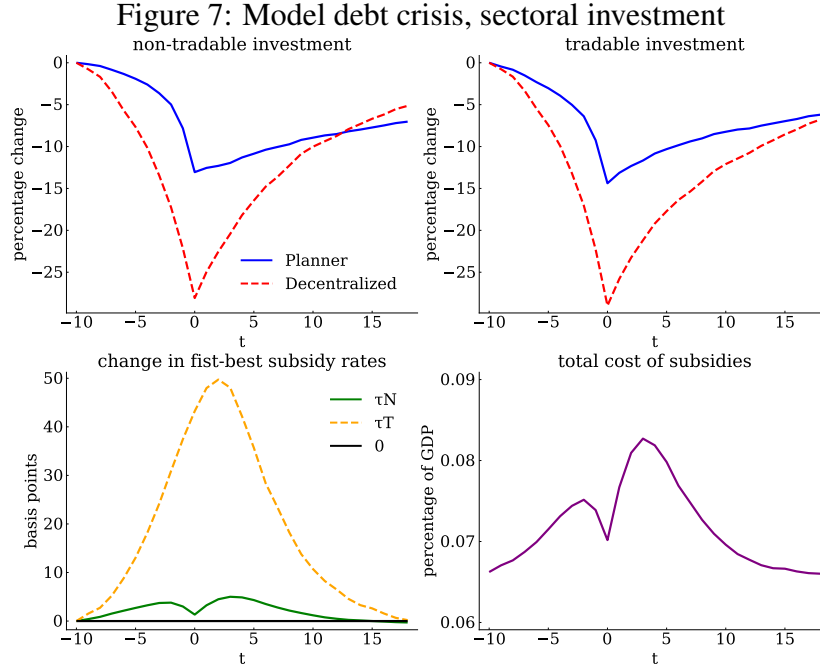 Figure 7: Model debt crisis, sectoral investment
non-tradable investment
percentage change
0
−5
−10
−15
−20
−25
−10 −5 0 5 10 15
t
Planner
Decentralized
tradable investment
percentage change
0
−5
−10
−15
−20
−25
−10 −5 0 5 10 15
t
change in fist-best subsidy rates
basis points
50
40
30
20
10
0
−10 −5 0 5 10 15
t
τN
τT
0
total cost of subsidies
percentage of GDP
0.09
0.08
0.07
0.06
−10 −5 0 5 10 15
t